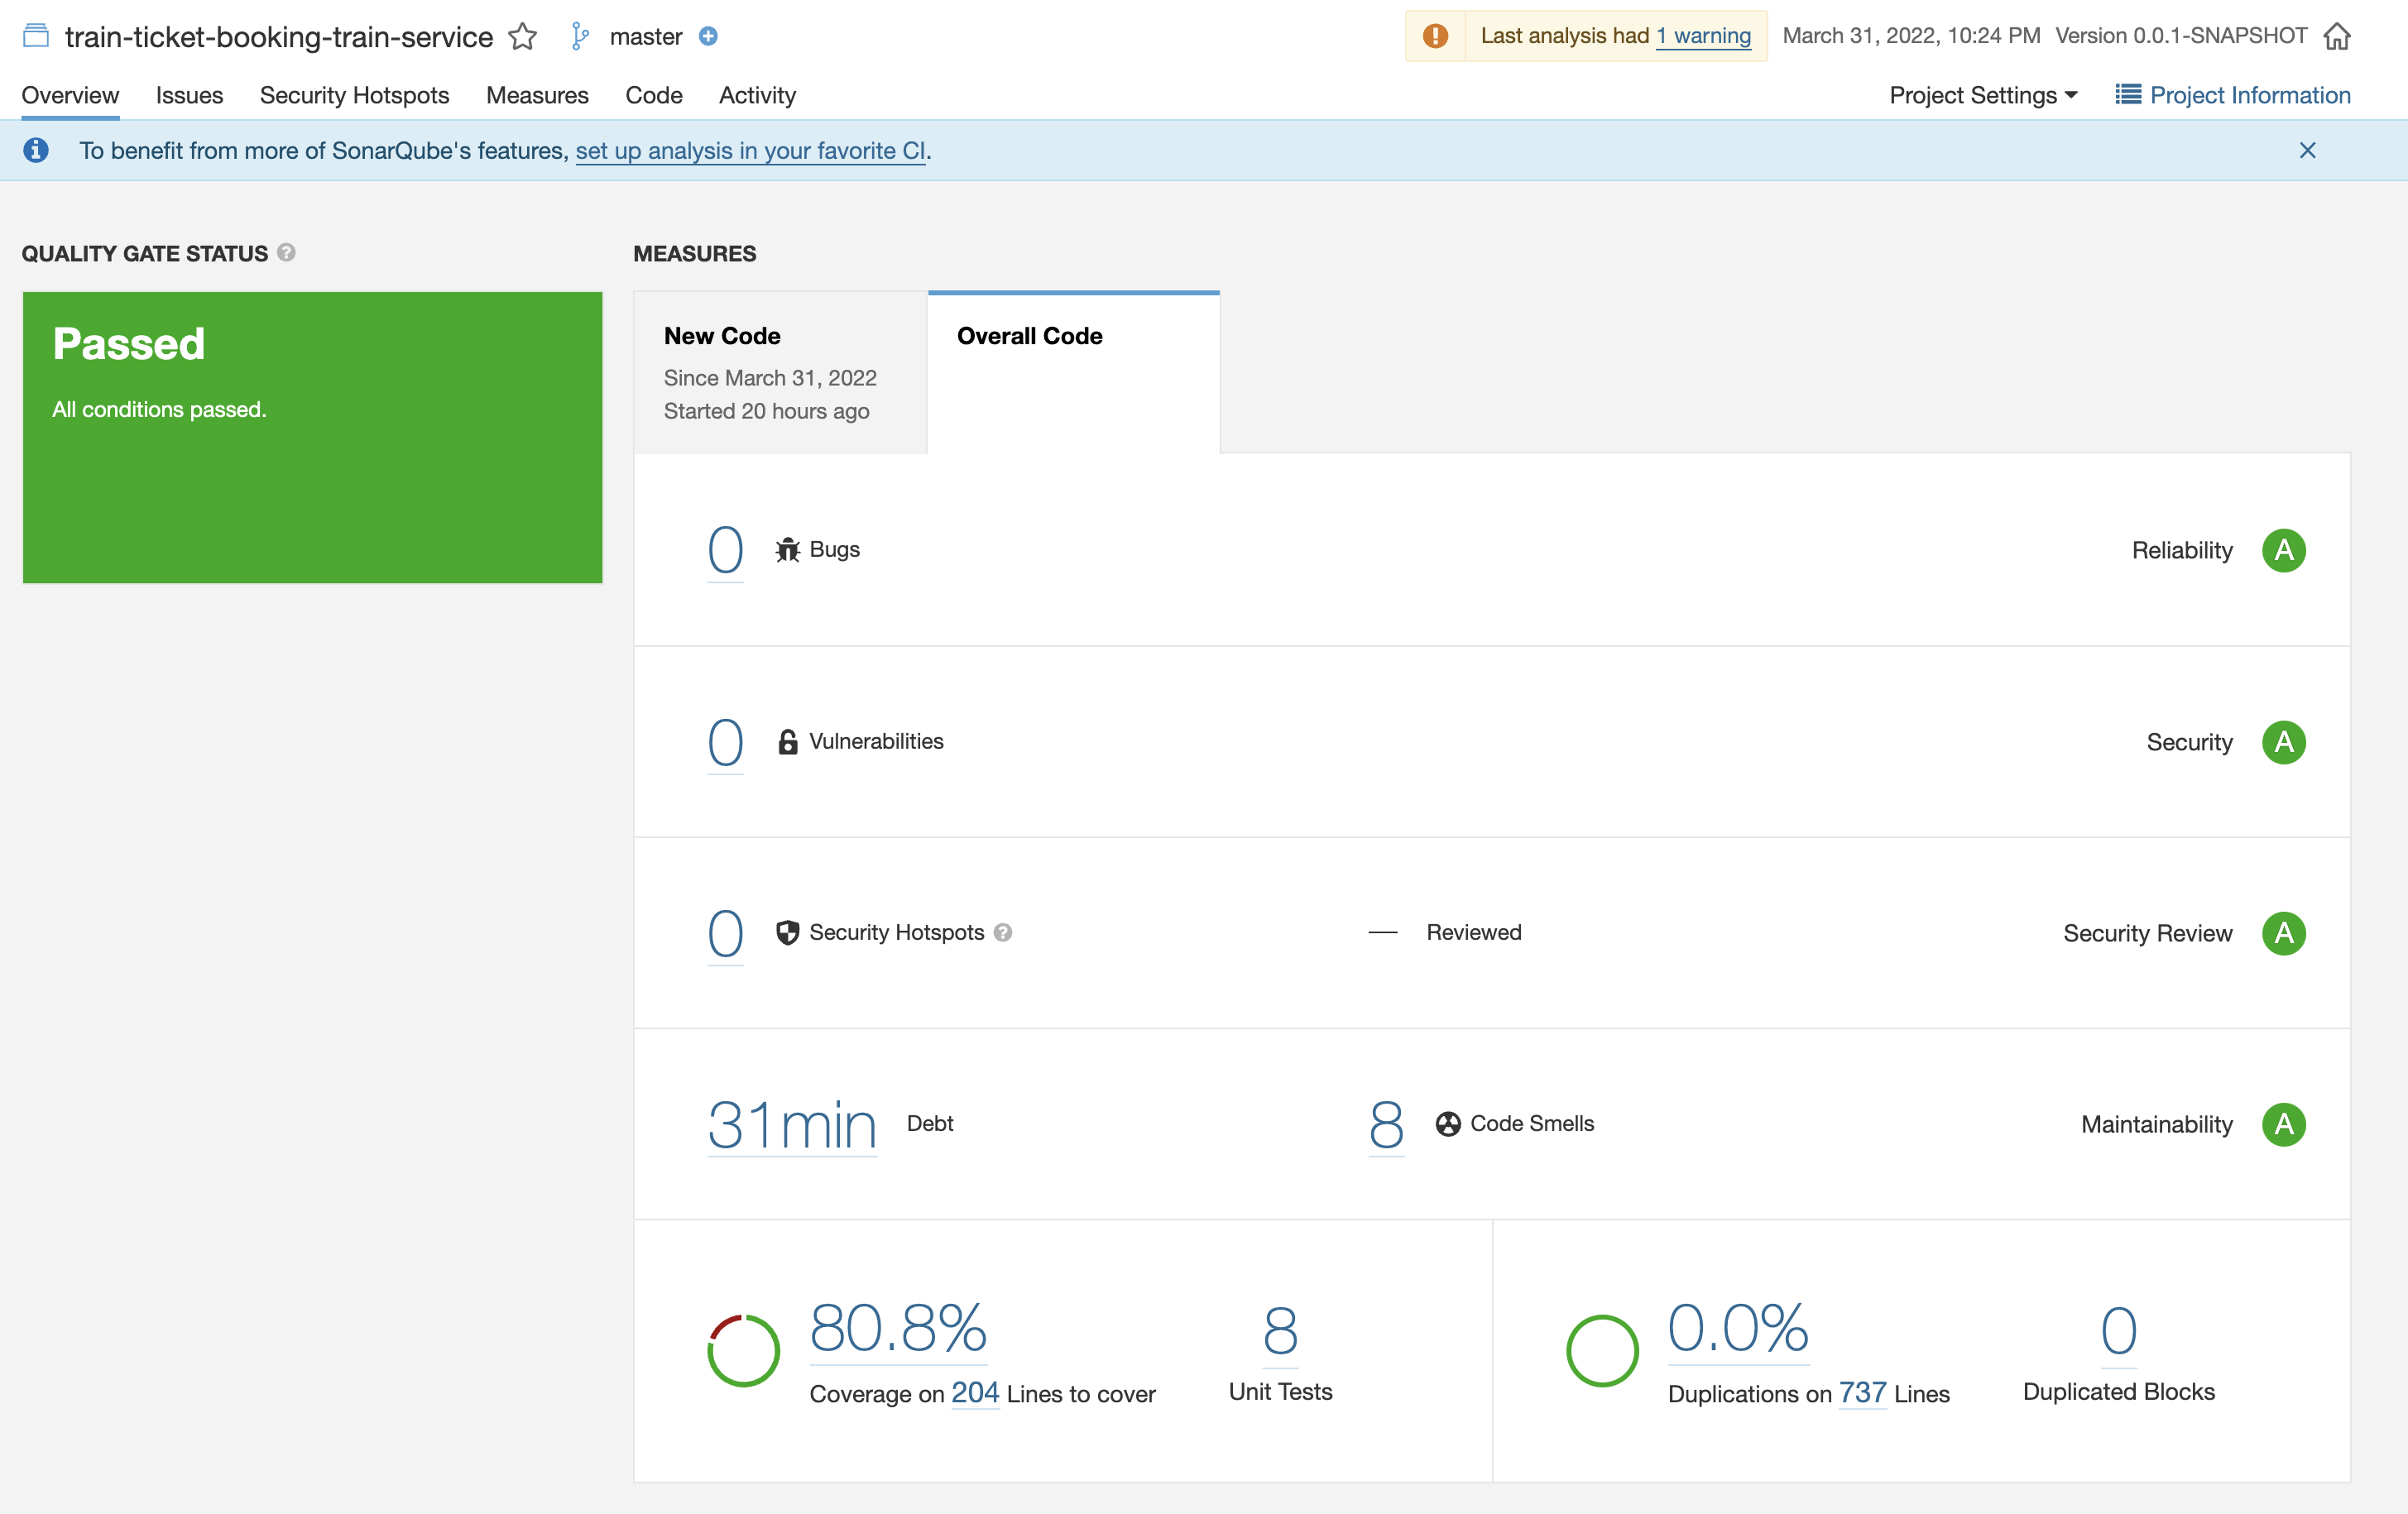 train-ticket-booking-train-service master
Last analysis had 1 warning March 31, 2022, 10:24 PM Version 0.0.1-SNAPSHOT
Overview Issues Security Hotspots Measures Code Activity Project Settings Project Information
To benefit from more of SonarQube's features, set up analysis in your favorite CI.
QUALITY GATE STATUS ?
Passed
All conditions passed.
MEASURES
New Code
Since March 31, 2022
Started 20 hours ago
Overall Code
0 Bugs Reliability A
0 Vulnerabilities Security A
0 Security Hotspots ? — Reviewed Security Review A
31min Debt 8 Code Smells Maintainability A
80.8%
Coverage on 204 Lines to cover
8
Unit Tests
0.0%
Duplications on 737 Lines
0
Duplicated Blocks